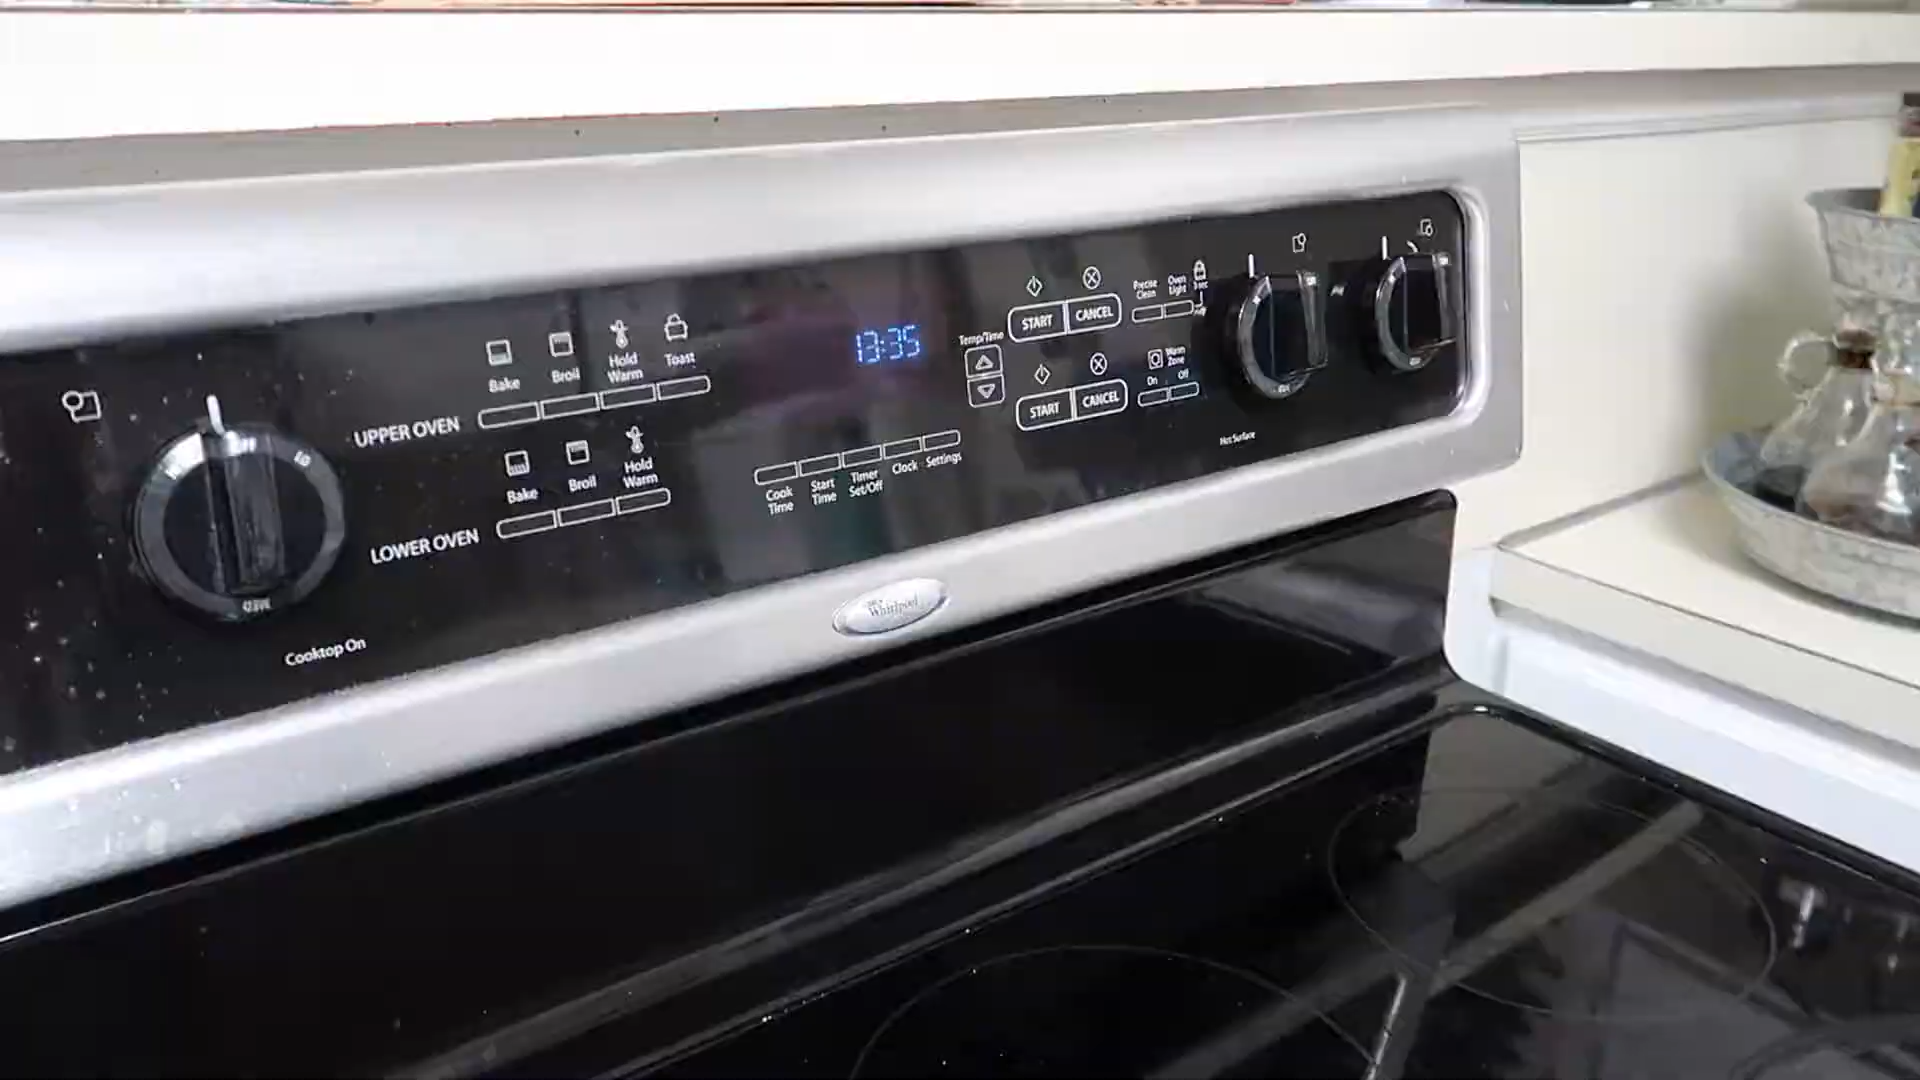 Bake
Broil
Hold
Warm
Toast
UPPER OVEN
Bake
Broil
Hold
Warm
LOWER OVEN
Cooktop On
13:35
Cook
Time
Start
Time
Timer
Set/Off
Clock
Settings
Temp/Time
START
CANCEL
START
CANCEL
Precise
Clean
Oven
Light
Warm
Zone
On
Off
Hot Surface
Whirlpool